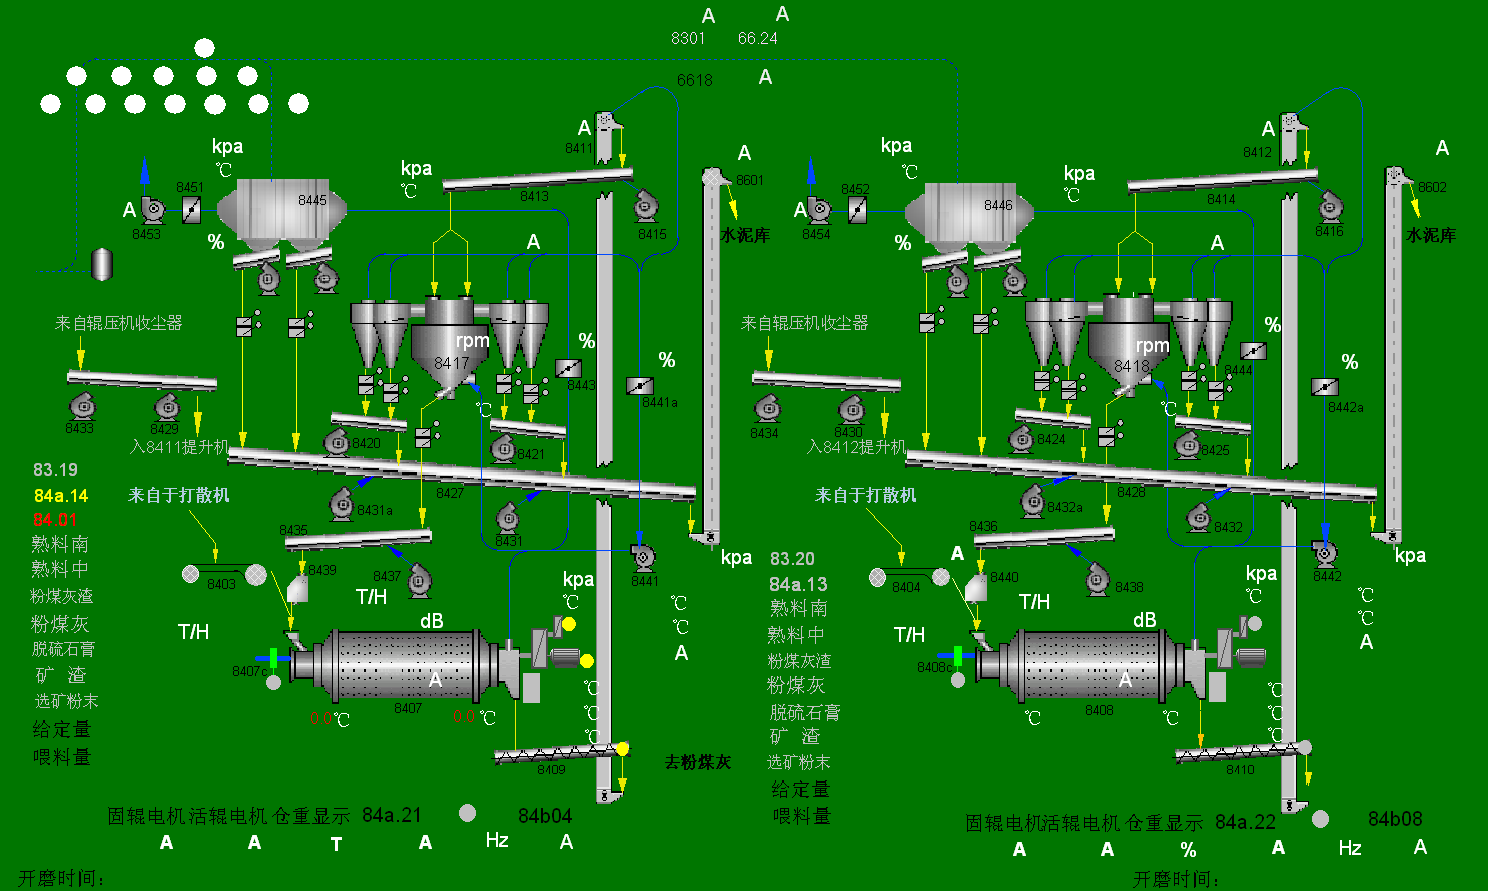 A A
8301 66.24
6618 A
A 8411
A 8412
kpa ℃
kpa ℃
A 8601
kpa ℃
kpa ℃
A 8602
8451
8445
8413
8415
水泥库
A 8453
%
A
8452
8446
8414
8416
水泥库
A 8454
%
A
来自辊压机收尘器
rpm
8417
%
8443
%
8441a
℃
来自辊压机收尘器
rpm
8418
%
8444
%
8442a
℃
8433
8429
入8411提升机
8420
8421
8434
8430
入8412提升机
8424
8425
83.19
84a.14
84.01
熟料南
熟料中
粉煤灰渣
粉煤灰
脱硫石膏
矿 渣
选矿粉末
给定量
喂料量
来自于打散机
8427
8431a
8431
8435
8439
8437
8403
T/H
T/H
dB
8441
kpa
kpa
℃
℃
℃
A
8407c
A
8407
0.0 ℃
0.0 ℃
℃
℃
℃
8409
去粉煤灰
来自于打散机
8428
8432a
8432
8436
A
8440
8438
8404
T/H
T/H
dB
8442
kpa
kpa
℃
℃
℃
A
8408c
A
8408
℃
℃
℃
℃
℃
8410
83.20
84a.13
熟料南
熟料中
粉煤灰渣
粉煤灰
脱硫石膏
矿 渣
选矿粉末
给定量
喂料量
固辊电机 活辊电机 仓重显示 84a.21 84b04
A A T A Hz A
开磨时间:
固辊电机 活辊电机 仓重显示 84a.22 84b08
A A % A Hz A
开磨时间: